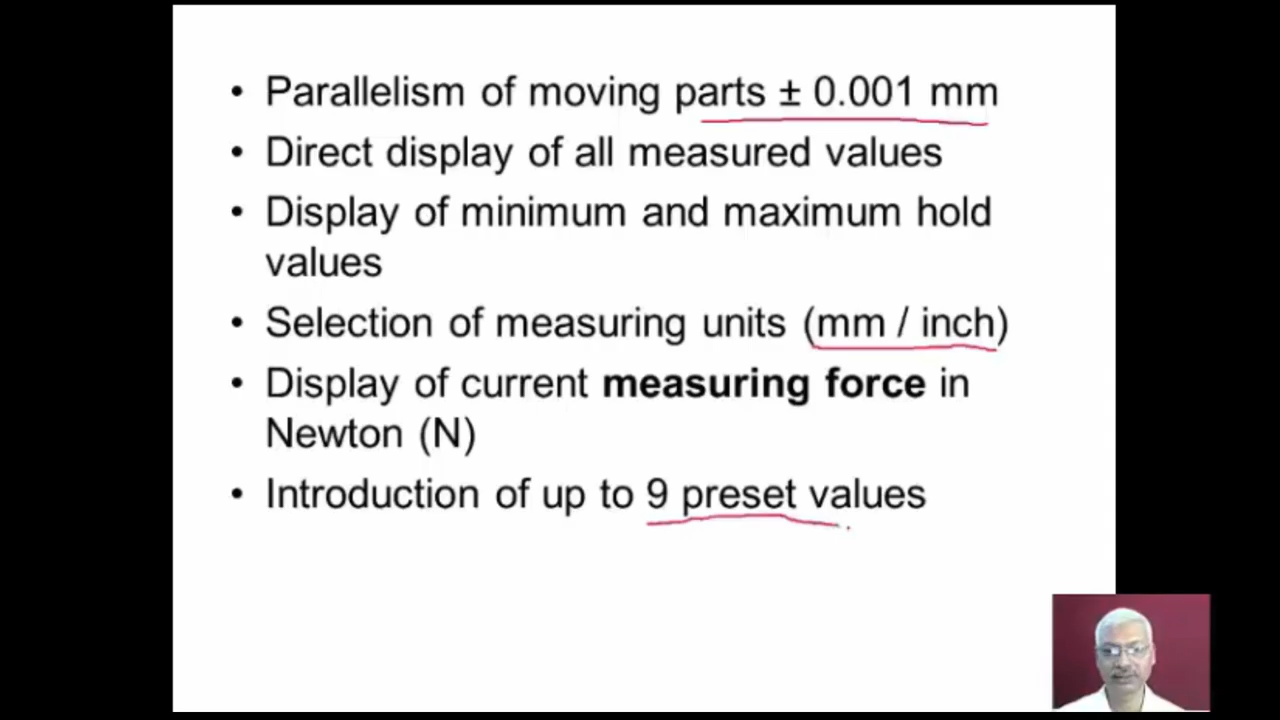 • Parallelism of moving parts ± 0.001 mm
• Direct display of all measured values
• Display of minimum and maximum hold
values
• Selection of measuring units (mm / inch)
• Display of current measuring force in
Newton (N)
• Introduction of up to 9 preset values